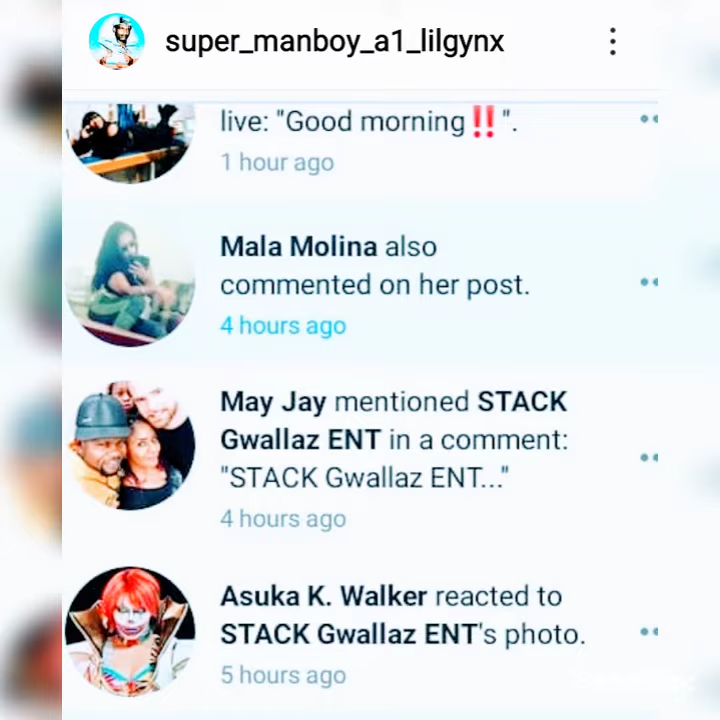 super_manboy_a1_lilgynx
live: "Good morning‼️".
1 hour ago
Mala Molina also
commented on her post.
4 hours ago
May Jay mentioned STACK
Gwallaz ENT in a comment:
"STACK Gwallaz ENT..."
4 hours ago
Asuka K. Walker reacted to
STACK Gwallaz ENT's photo.
5 hours ago